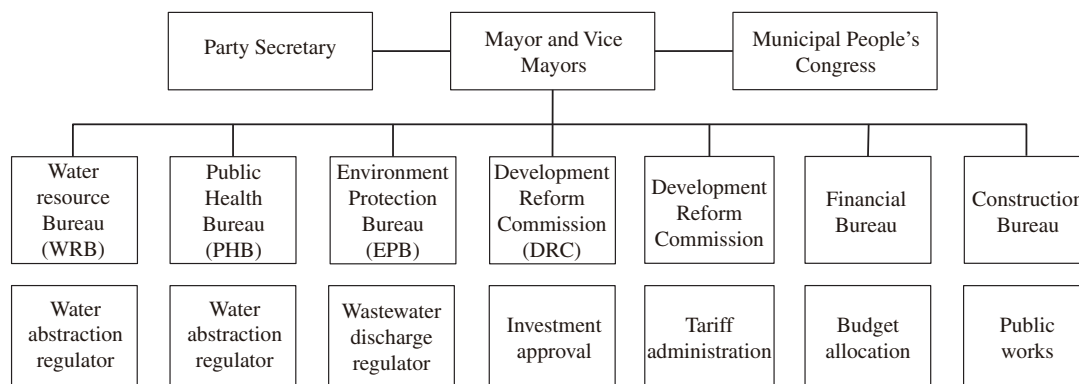 Party Secretary
Mayor and Vice
Mayors
Municipal People's
Congress
Water
resource
Bureau
(WRB)
Public
Health
Bureau
(PHB)
Environment
Protection
Bureau
(EPB)
Development
Reform
Commission
(DRC)
Development
Reform
Commission
Financial
Bureau
Construction
Bureau
Water
abstraction
regulator
Water
abstraction
regulator
Wastewater
discharge
regulator
Investment
approval
Tariff
administration
Budget
allocation
Public
works